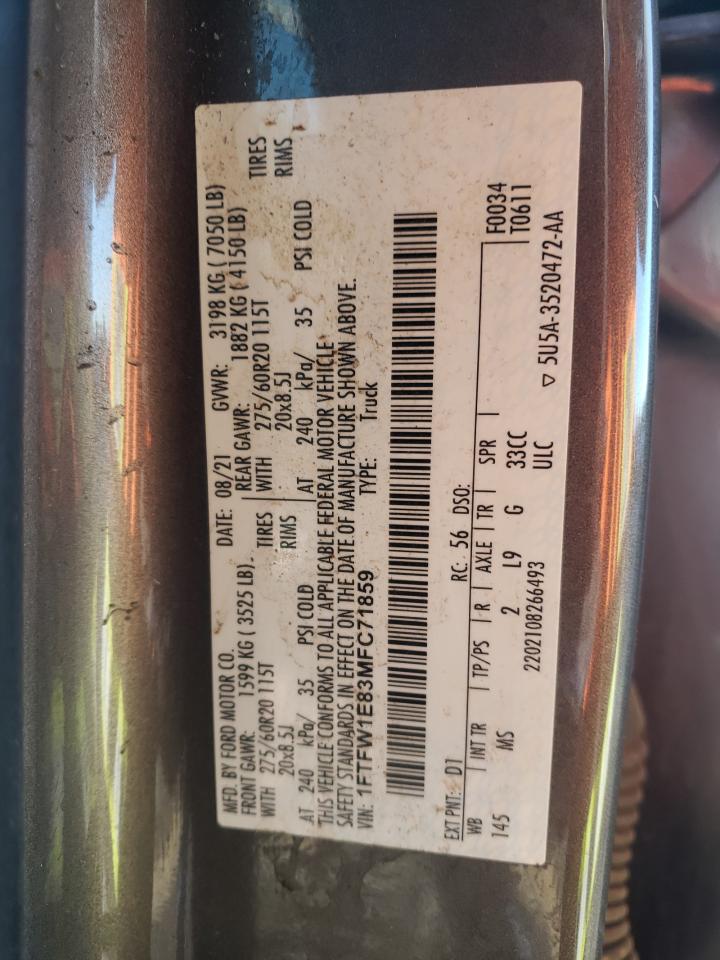 MFD. BY FORD MOTOR CO.
DATE: 08/21 GVWR: 3198 KG ( 7050 LB)
FRONT GAWR: 1599 KG ( 3525 LB).
REAR GAWR: 1882 KG ( 4150 LB)
WITH 275/60R20 115T TIRES
WITH 275/60R20 115T TIRES
20x8.5J RIMS
20x8.5J RIMS
AT 240 kPa/ 35 PSI COLD
AT 240 kPa/ 35 PSI COLD
THIS VEHICLE CONFORMS TO ALL APPLICABLE FEDERAL MOTOR VEHICLE
SAFETY STANDARDS IN EFFECT ON THE DATE OF MANUFACTURE SHOWN ABOVE.
VIN: 1FTFW1E83MFC71859 TYPE: Truck
EXT PNT: D1 RC: 56 DSO: F0034
WB INT TR TP/PS R AXLE TR SPR T0611
145 MS 2 L9 G 33CC
2202108266493 ULC ▽ 5U5A-3520472-AA